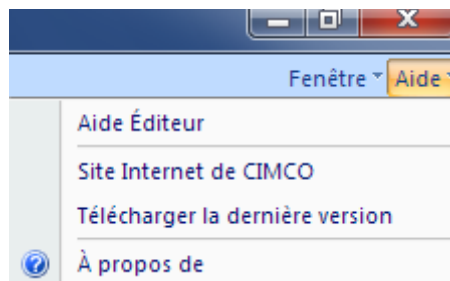 Fenêtre Aide
Aide Éditeur
Site Internet de CIMCO
Télécharger la dernière version
À propos de